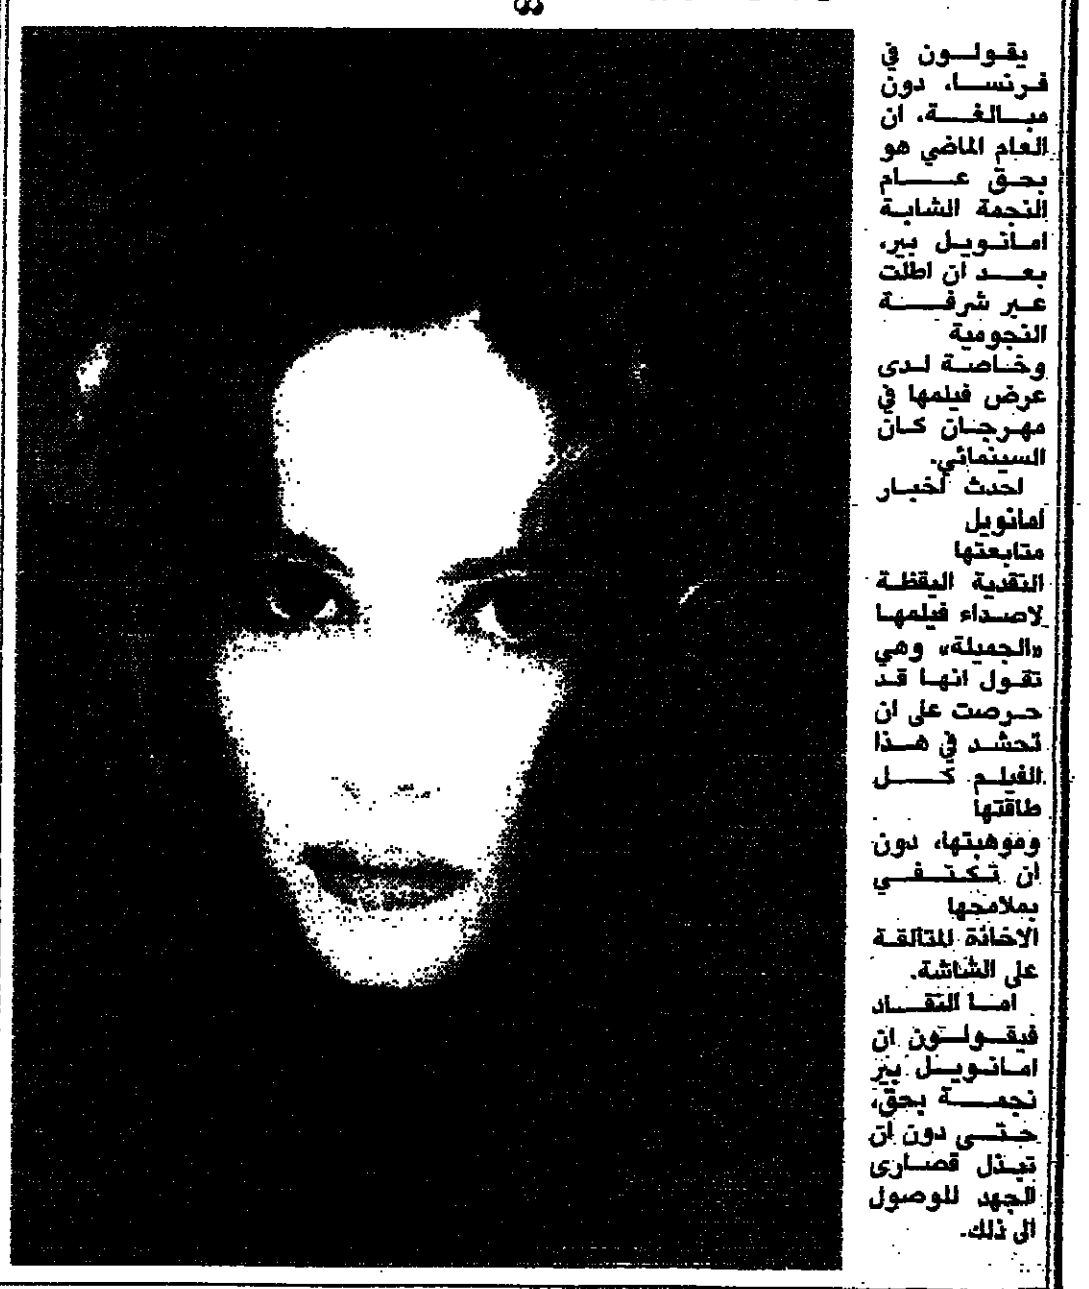 يقولون في
فرنسا، دون
مبالغة، ان
العام الماضي هو
بحق عام
النجمة الشابة
امانويل بير،
بعد ان اطلت
عبر شرفة
النجومية
وخاصة لدى
عرض فيلمها في
مهرجان كان
السينمائي.
احدث اخبار
امانويل
متابعتها
النقدية اليقظة
لاصداء فيلمها
«الجميلة» وهي
تقول انها قد
حرصت على ان
تحشد في هذا
الفيلم كل
طاقتها
وموهبتها، دون
ان تكتفي
بملامحها
الاخاذة المتالقة
على الشاشة.
اما النقاد
فيقولون ان
امانويل بير
نجمة بحق،
حتى دون ان
تبذل قصارى
الجهد للوصول
الى ذلك.